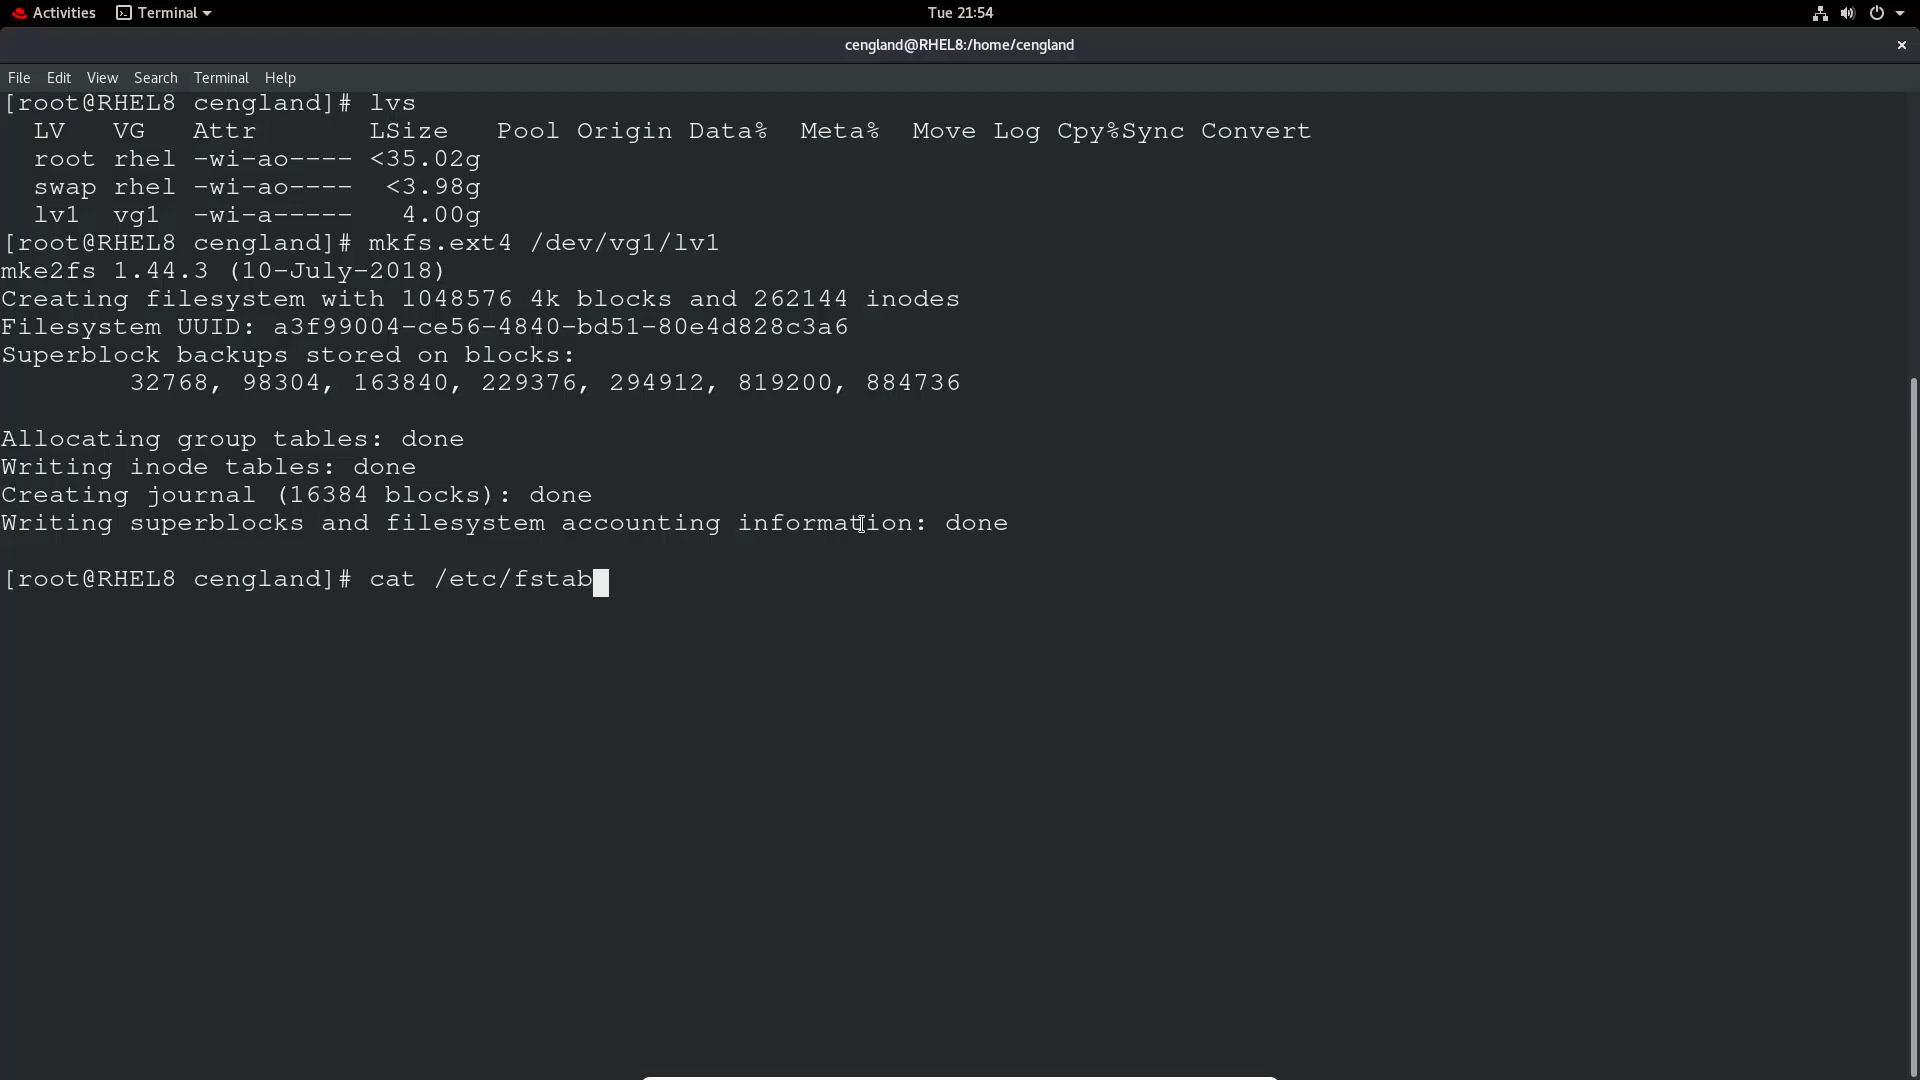 Activities Terminal Tue 21:54
cengland@RHEL8:/home/cengland ×
File Edit View Search Terminal Help
[root@RHEL8 cengland]# lvs
  LV   VG   Attr       LSize   Pool Origin Data%  Meta%  Move Log Cpy%Sync Convert
  root rhel -wi-ao---- <35.02g
  swap rhel -wi-ao----  <3.98g
  lv1  vg1  -wi-a-----   4.00g
[root@RHEL8 cengland]# mkfs.ext4 /dev/vg1/lv1
mke2fs 1.44.3 (10-July-2018)
Creating filesystem with 1048576 4k blocks and 262144 inodes
Filesystem UUID: a3f99004-ce56-4840-bd51-80e4d828c3a6
Superblock backups stored on blocks:
        32768, 98304, 163840, 229376, 294912, 819200, 884736
Allocating group tables: done
Writing inode tables: done
Creating journal (16384 blocks): done
Writing superblocks and filesystem accounting information: done
[root@RHEL8 cengland]# cat /etc/fstab